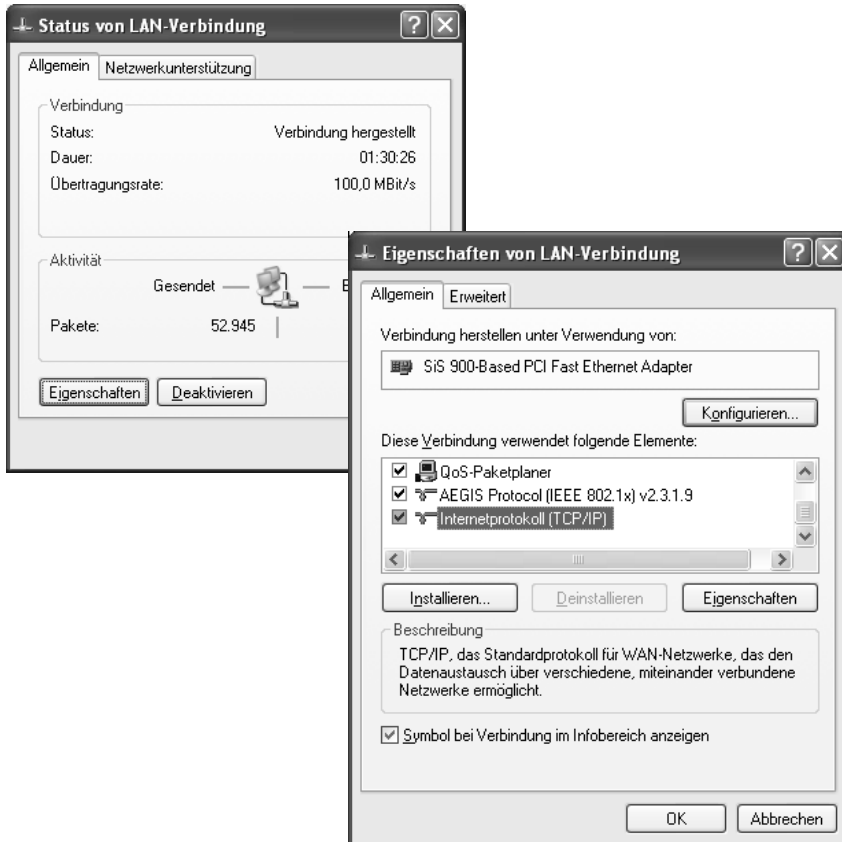 Status von LAN-Verbindung
Allgemein Netzwerkunterstützung
Verbindung
Status: Verbindung hergestellt
Dauer: 01:30:26
Übertragungsrate: 100,0 MBit/s
Aktivität
Gesendet
Pakete: 52.945
Eigenschaften Deaktivieren
Eigenschaften von LAN-Verbindung
Allgemein Erweitert
Verbindung herstellen unter Verwendung von:
SiS 900-Based PCI Fast Ethernet Adapter
Konfigurieren...
Diese Verbindung verwendet folgende Elemente:
QoS-Paketplaner
AEGIS Protocol (IEEE 802.1x) v2.3.1.9
Internetprotokoll (TCP/IP)
Installieren... Deinstallieren Eigenschaften
Beschreibung
TCP/IP, das Standardprotokoll für WAN-Netzwerke, das den
Datenaustausch über verschiedene, miteinander verbundene
Netzwerke ermöglicht.
Symbol bei Verbindung im Infobereich anzeigen
OK Abbrechen